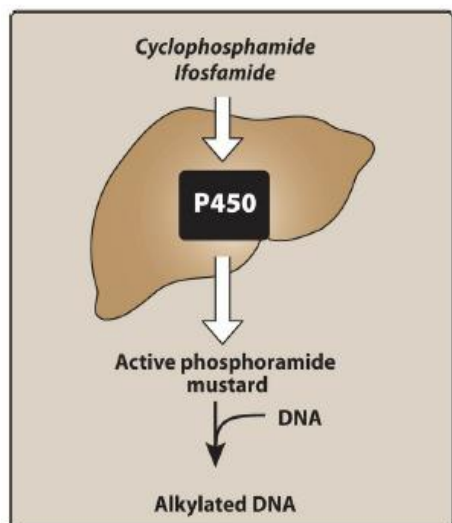 Cyclophosphamide
Ifosfamide
P450
Active phosphoramide
mustard
DNA
Alkylated DNA